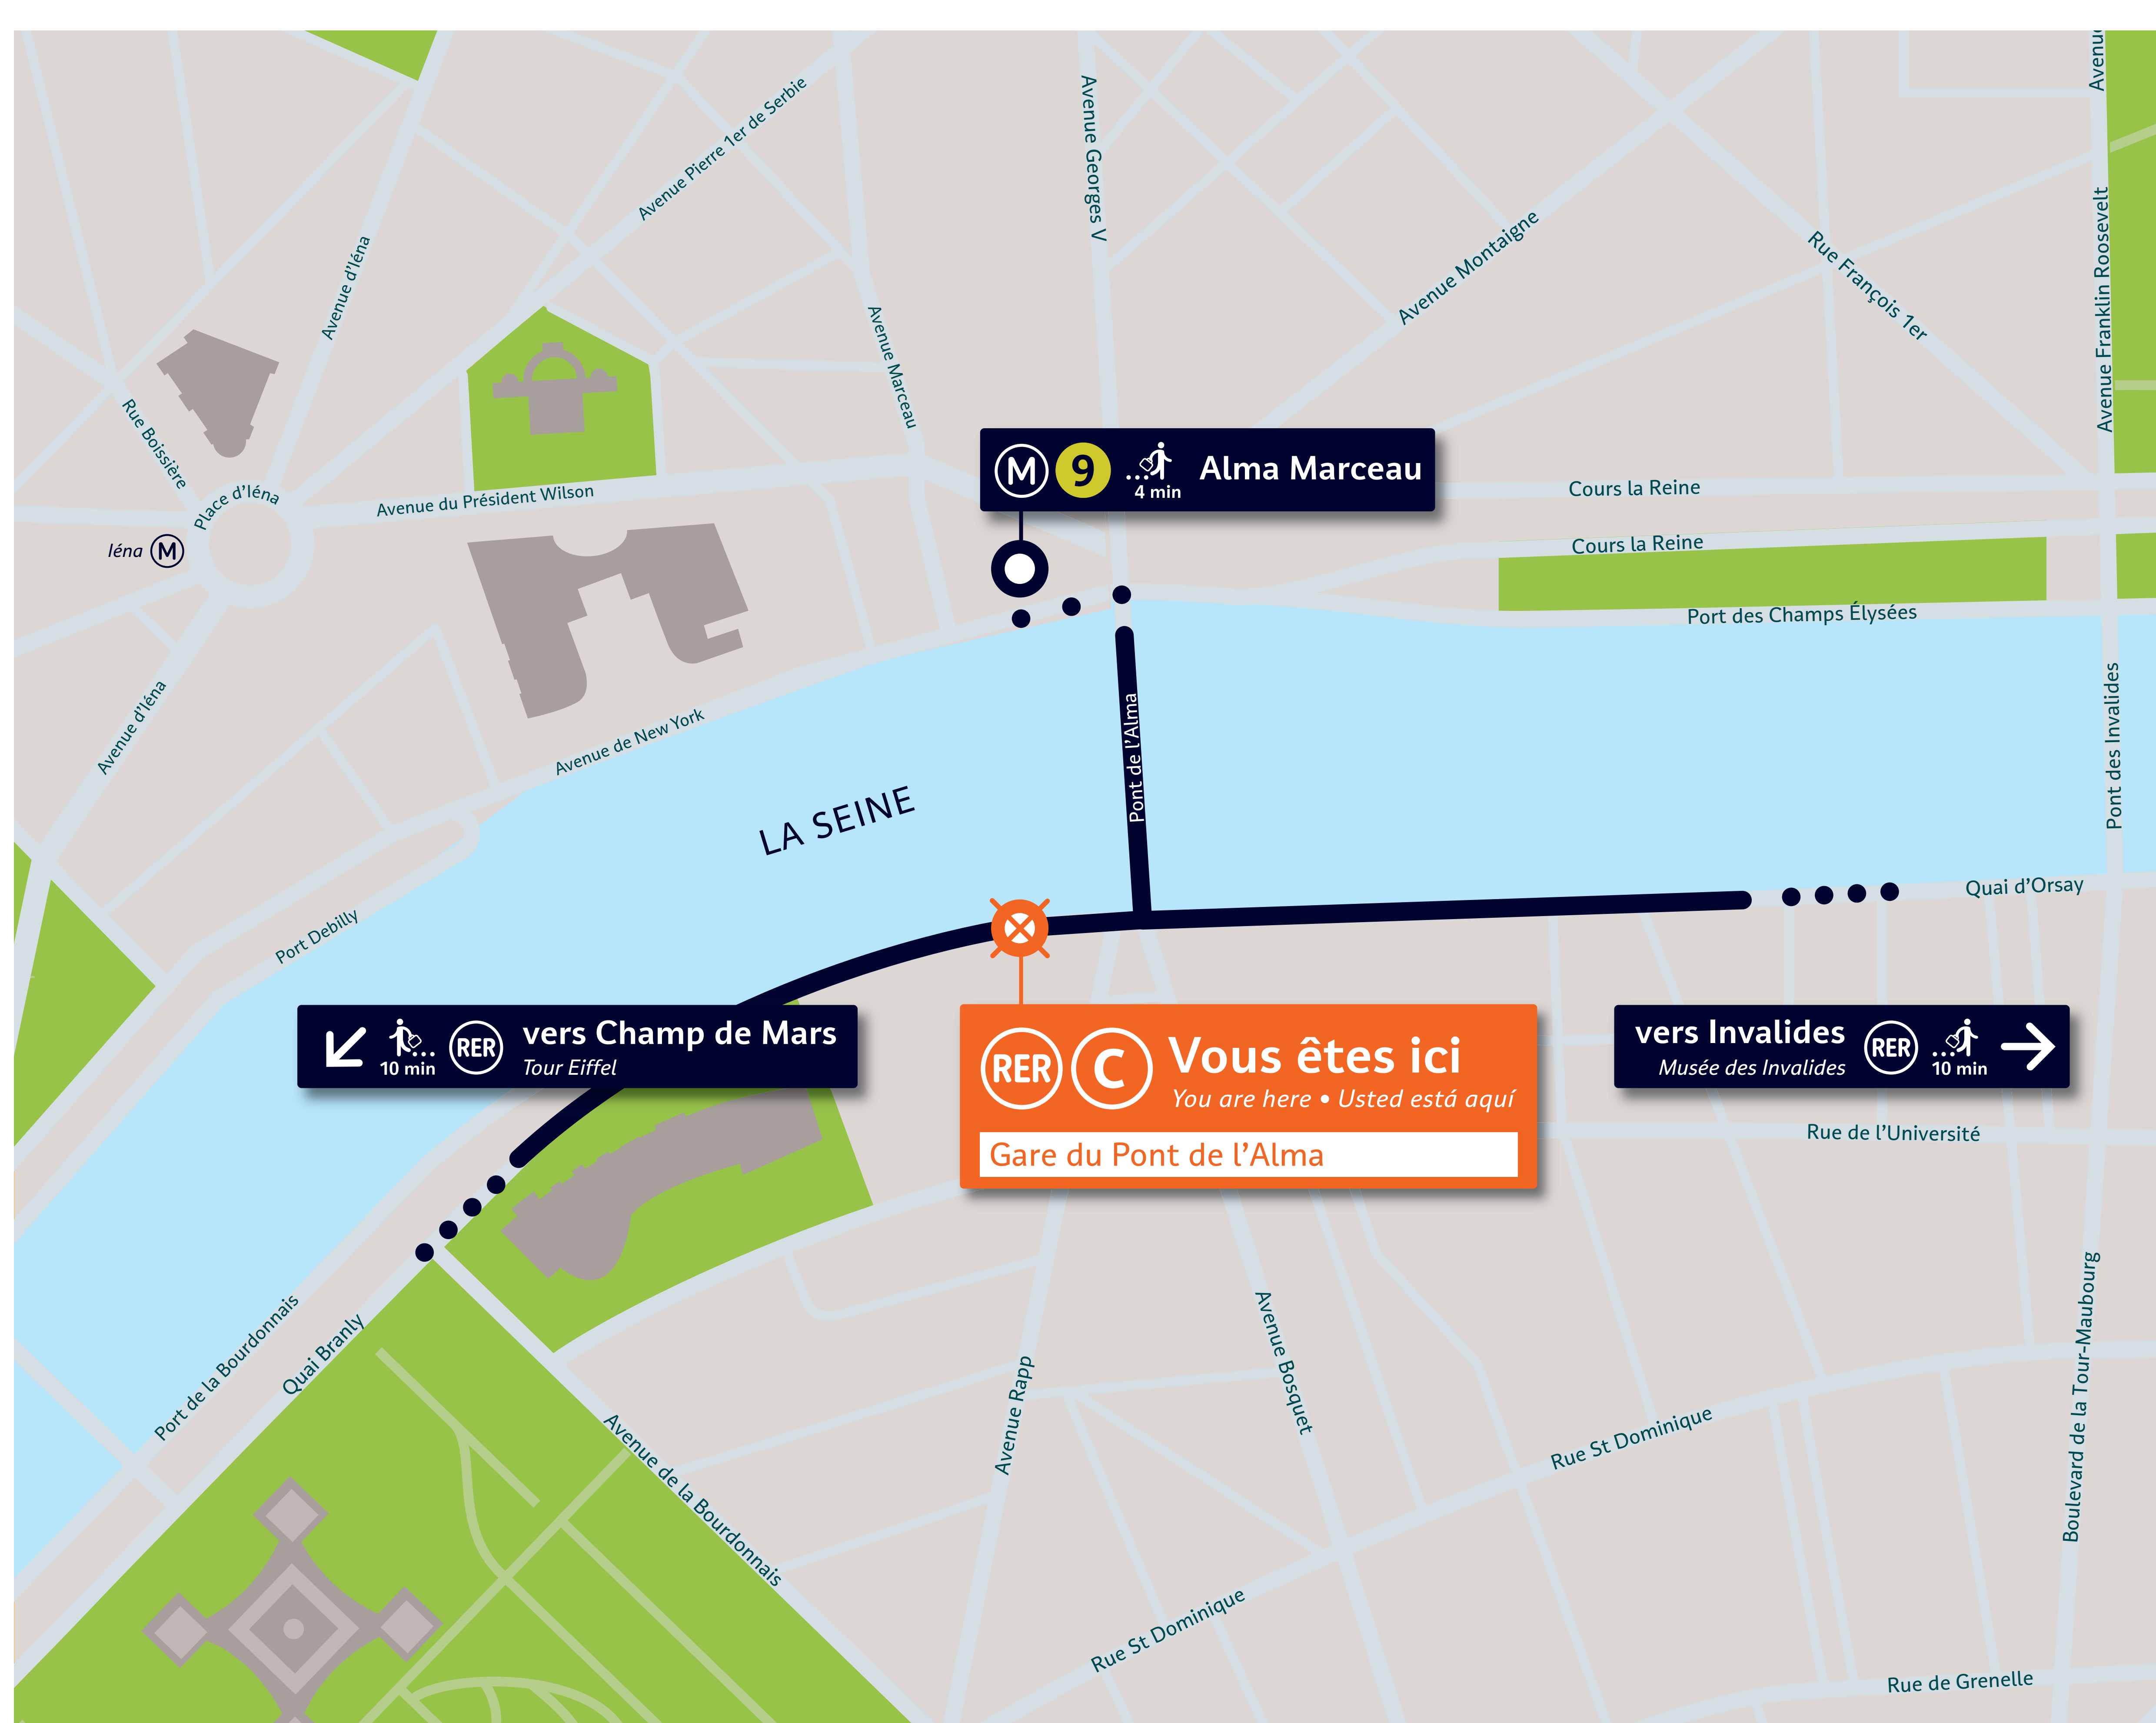 Avenue
Avenue Pierre 1er de Serbie
Avenue Georges V
Avenue d'Iéna
Avenue Montaigne
Rue François 1er
Avenue Franklin Roosevelt
Avenue Marceau
Rue Boissière
Place d'Iéna
Avenue du Président Wilson
M 9 4 min Alma Marceau
Cours la Reine
Cours la Reine
Iéna M
Port des Champs Élysées
Avenue d'Iéna
Avenue de New York
Pont de l'Alma
Pont des Invalides
LA SEINE
Quai d'Orsay
Port Debilly
10 min RER vers Champ de Mars
Tour Eiffel
RER C Vous êtes ici
You are here • Usted está aquí
Gare du Pont de l'Alma
vers Invalides RER 10 min
Musée des Invalides
Rue de l'Université
Port de la Bourdonnais
Quai Branly
Avenue de la Bourdonnais
Avenue Rapp
Avenue Bosquet
Rue St Dominique
Boulevard de la Tour-Maubourg
Rue St Dominique
Rue de Grenelle